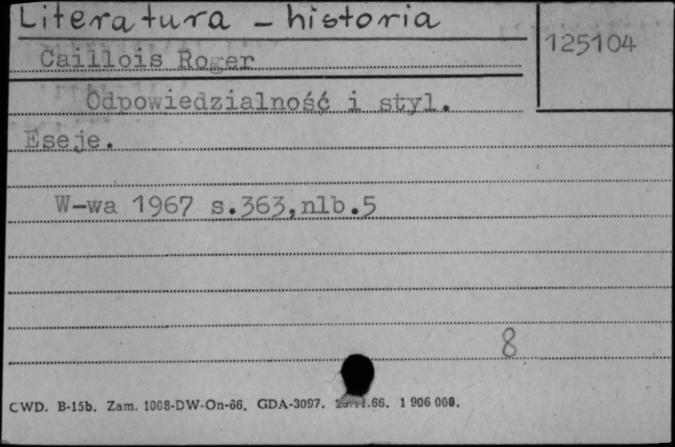 Literatura - historia
125104
Caillois Roger
Odpowiedzialność i styl.
Eseje.
W-wa 1967 s.363,nlb.5
8
CWD. B-15b. Zam. 1008-DW-On-66. GDA-3097. .66. 1 906 000.